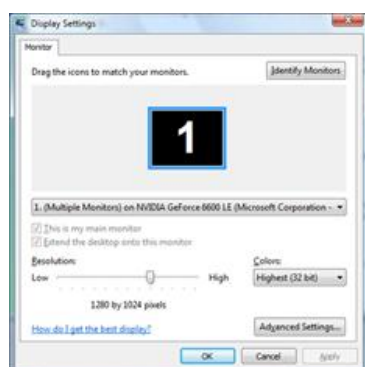 Display Settings
Monitor
Drag the icons to match your monitors.
Identify Monitors
1
1. (Multiple Monitors) on NVIDIA GeForce 6600 LE (Microsoft Corporation -
This is my main monitor
Extend the desktop onto this monitor
Resolution:
Colors:
Low
High
Highest (32 bit)
1280 by 1024 pixels
How do I get the best display?
Advanced Settings...
OK
Cancel
Apply